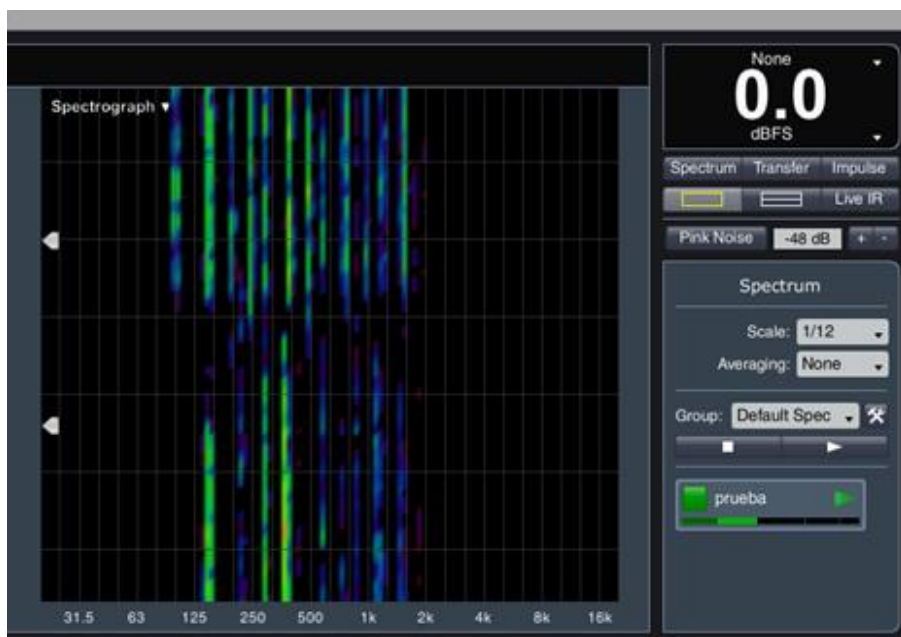 None
0.0
dBFS
Spectrograph
Spectrum Transfer Impulse
Live IR
Pink Noise -48 dB + -
Spectrum
Scale: 1/12
Averaging: None
Group: Default Spec
prueba
31.5 63 125 250 500 1k 2k 4k 8k 16k